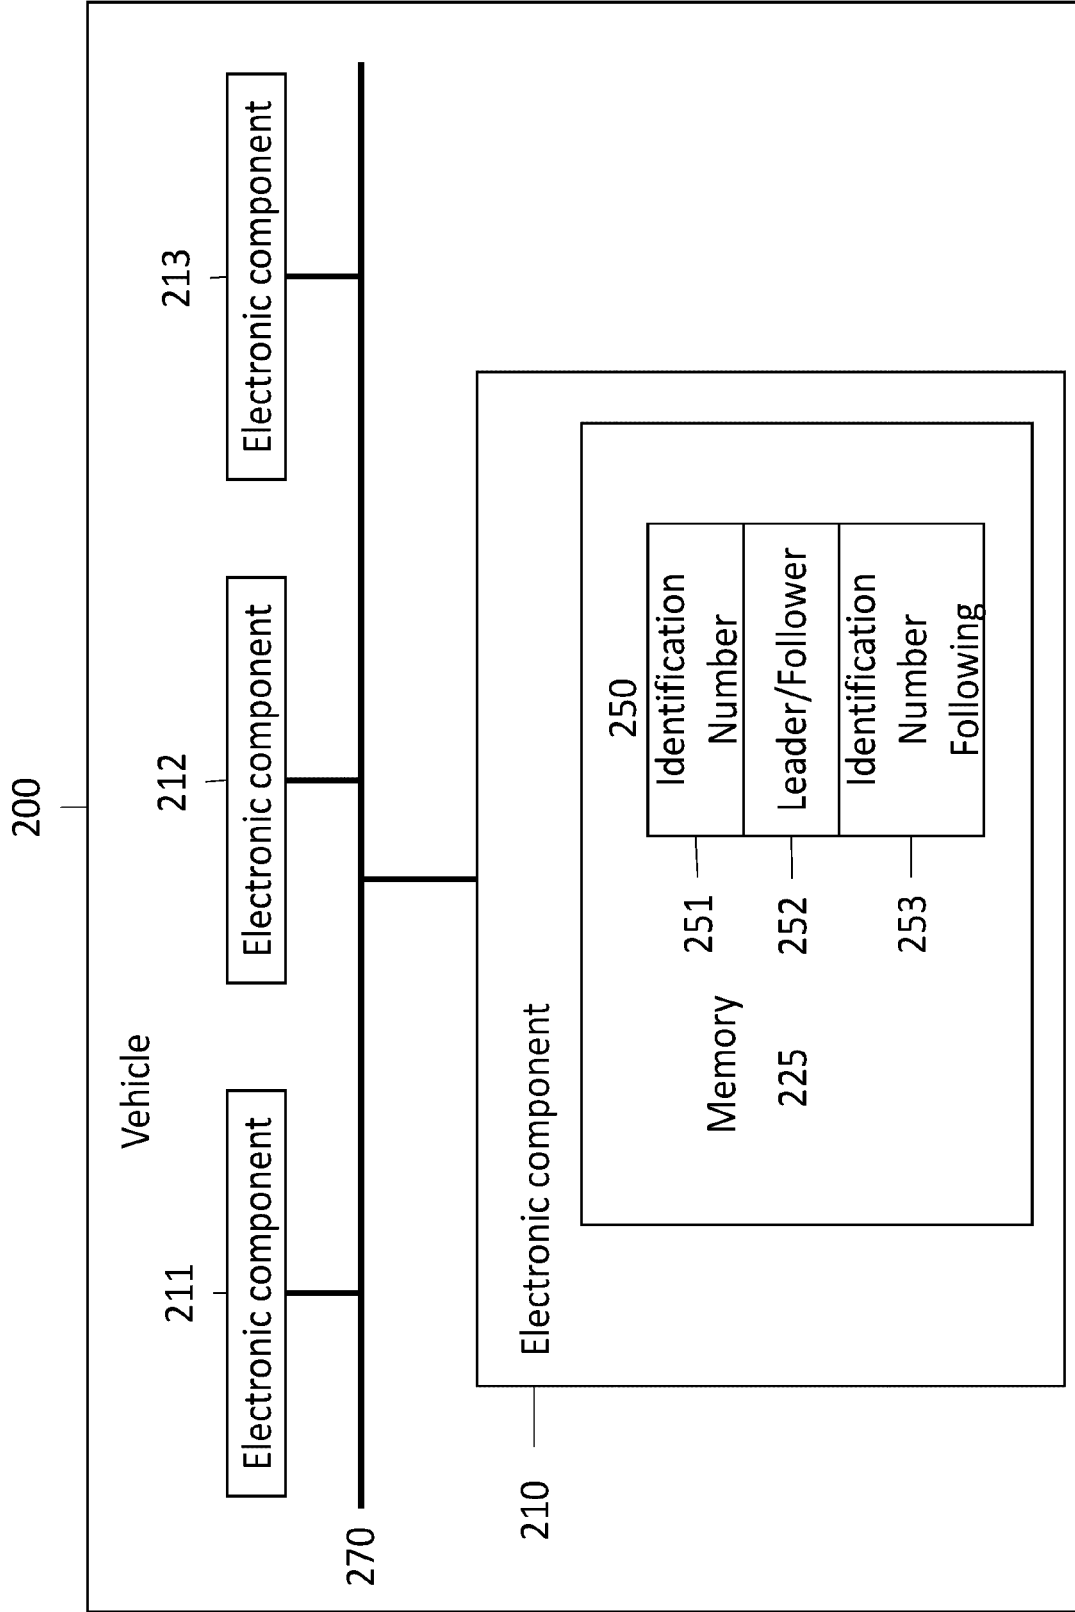 200
Vehicle
211
212
213
Electronic component
Electronic component
Electronic component
270
210
Electronic component
Memory
225
250
251
Identification
Number
252
Leader/Follower
253
Identification
Number
Following